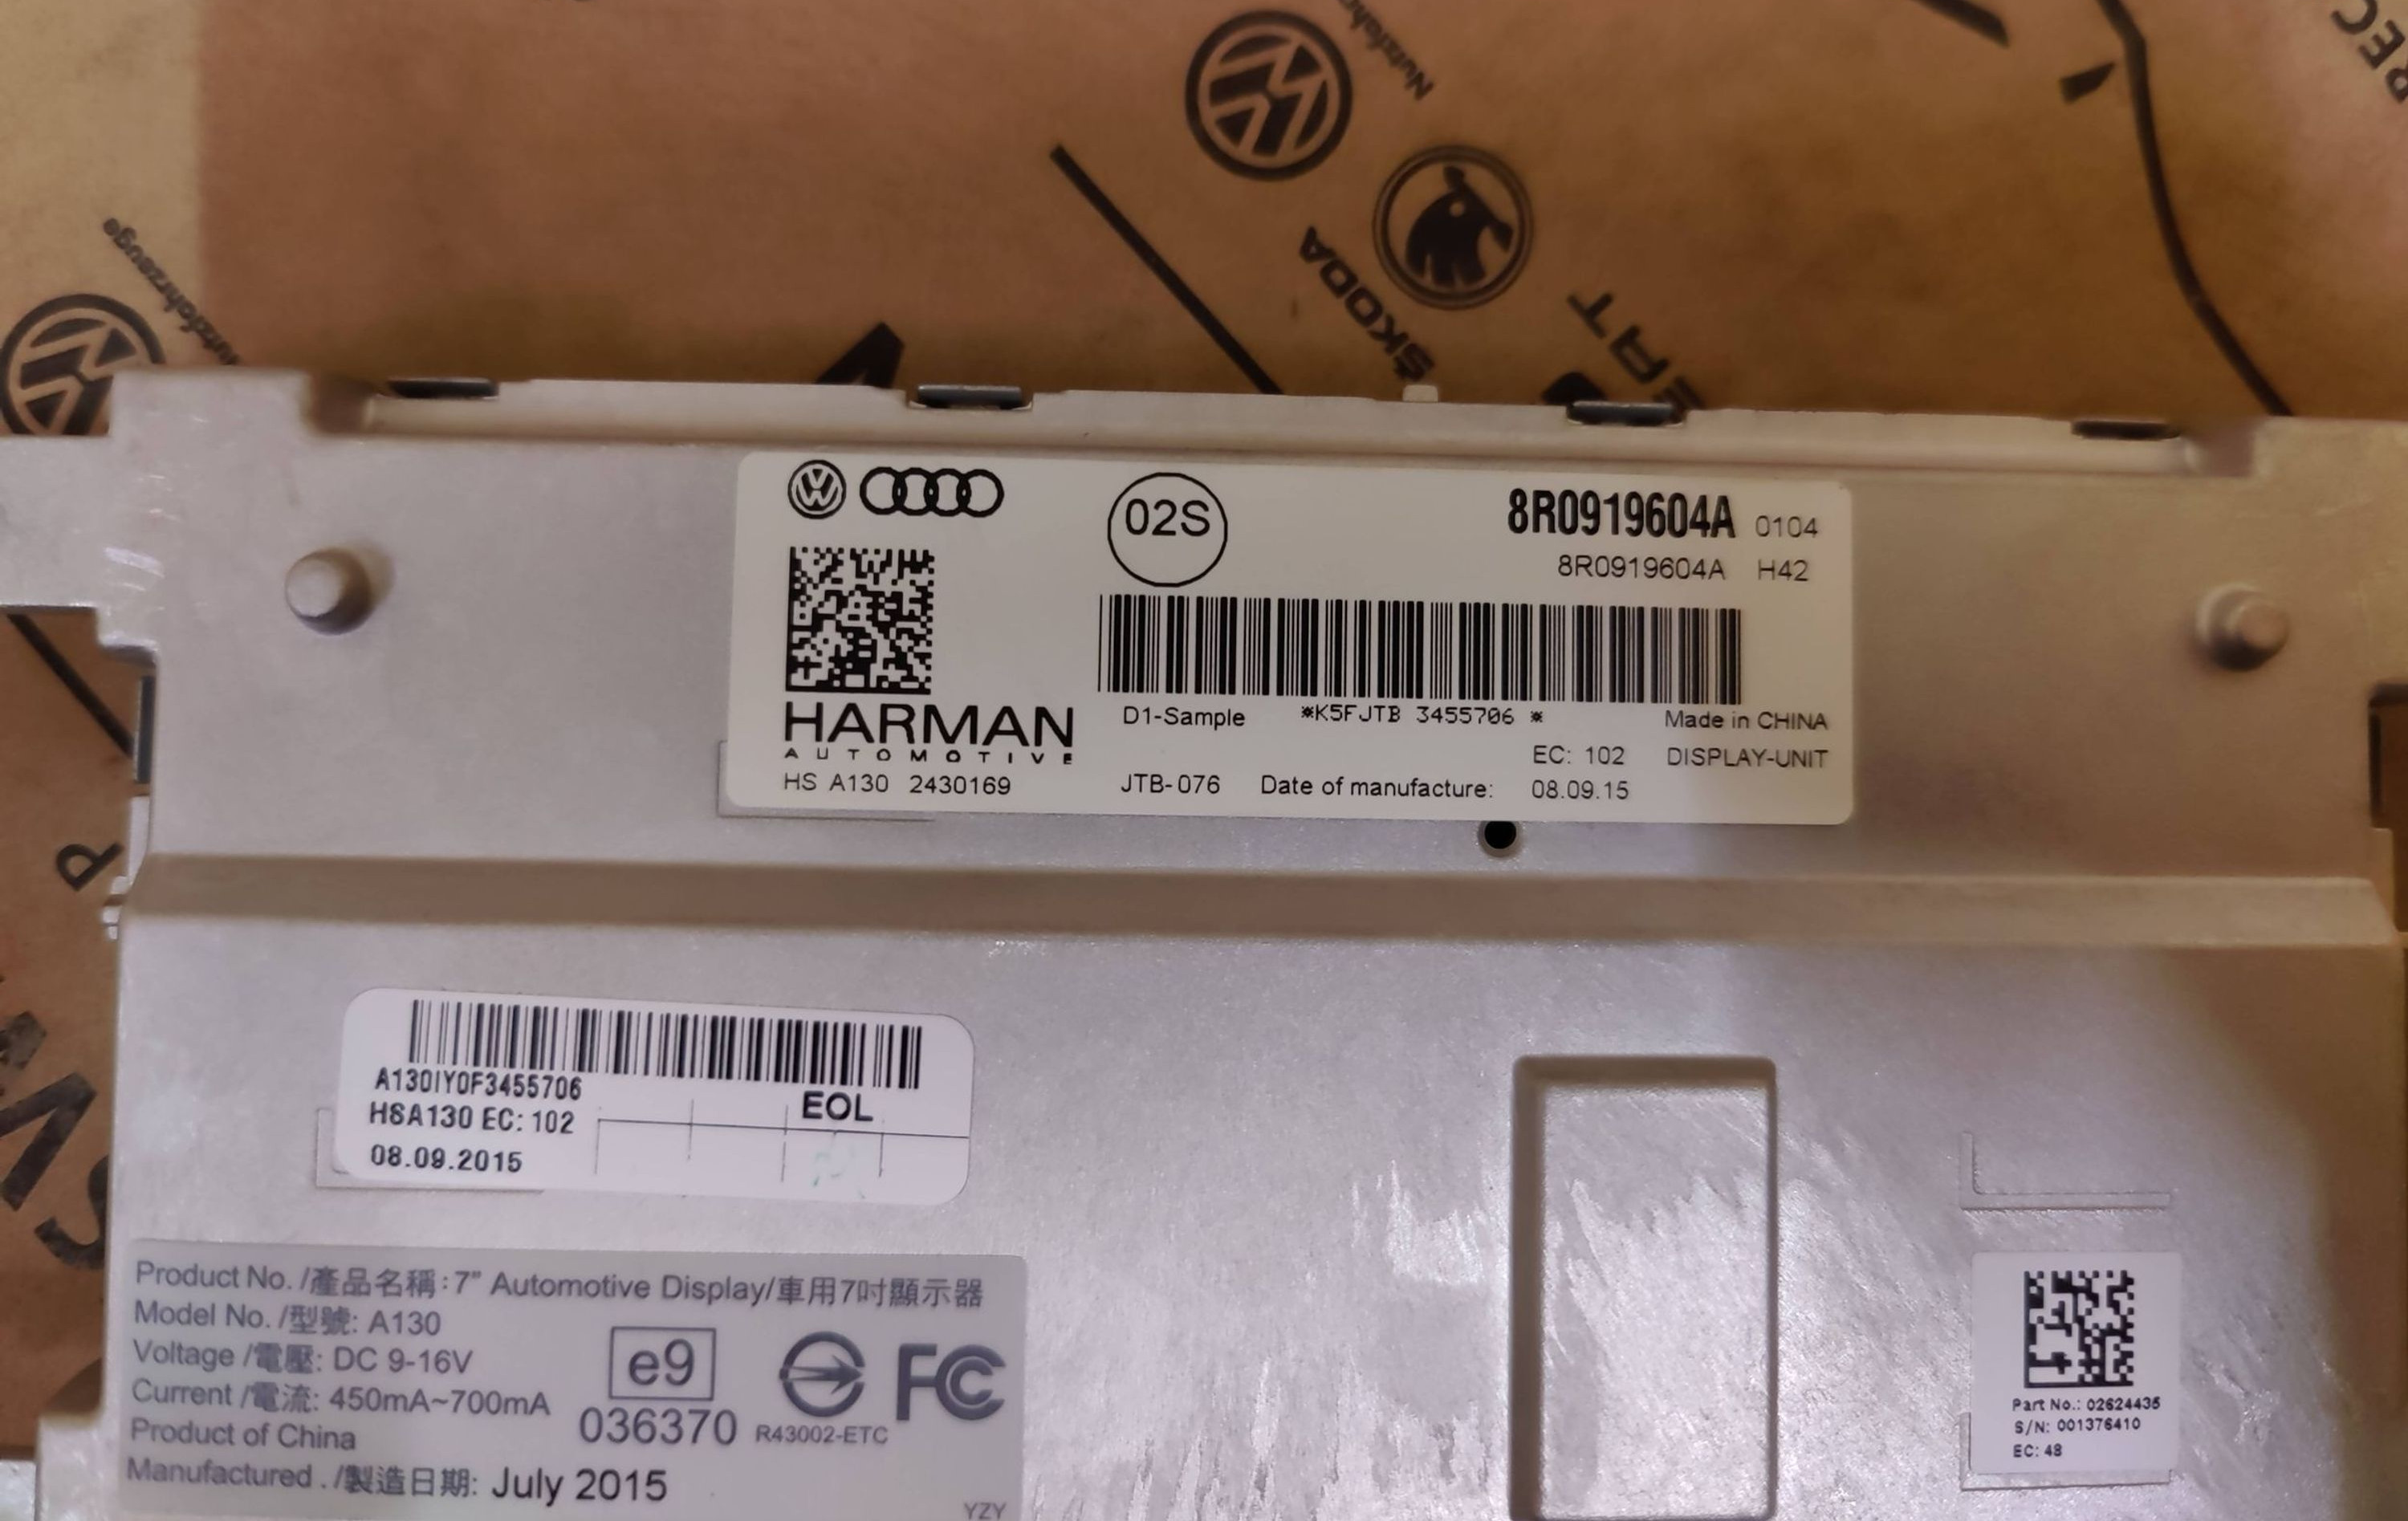 Nutzfahrzeuge
ŠKODA
02S
8R0919604A 0104
8R0919604A H42
HARMAN
AUTOMOTIVE
D1-Sample *K5FJTB 3455706 * Made in CHINA
EC: 102 DISPLAY-UNIT
HS A130 2430169 JTB-076 Date of manufacture: 08.09.15
A130IY0F3455706
HSA130 EC: 102
EOL
08.09.2015
Product No. /產品名稱: 7" Automotive Display/車用7吋顯示器
Model No. /型號: A130
Voltage /電壓: DC 9-16V
Current /電流: 450mA~700mA
Product of China
Manufactured . /製造日期: July 2015
e9
036370
FC
R43002-ETC
YZY
Part No.: 02624435
S/N: 001376410
EC: 48